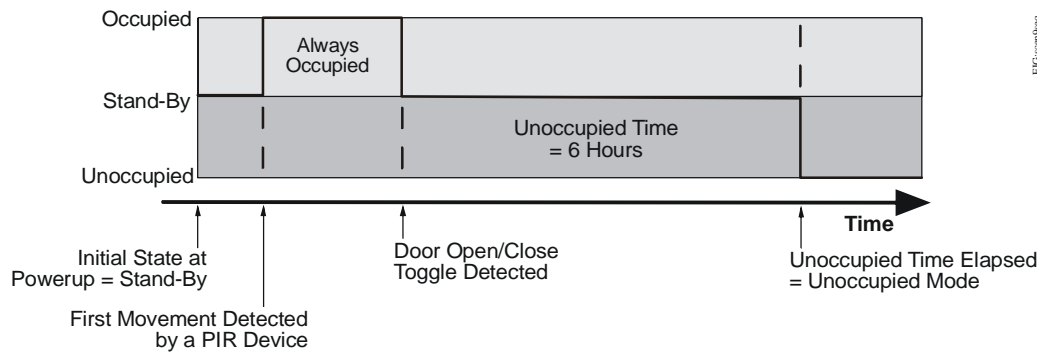 Occupied
Always
Occupied
Stand-By
Unoccupied Time
= 6 Hours
Unoccupied
Time
Initial State at
Powerup = Stand-By
First Movement Detected
by a PIR Device
Door Open/Close
Toggle Detected
Unoccupied Time Elapsed
= Unoccupied Mode